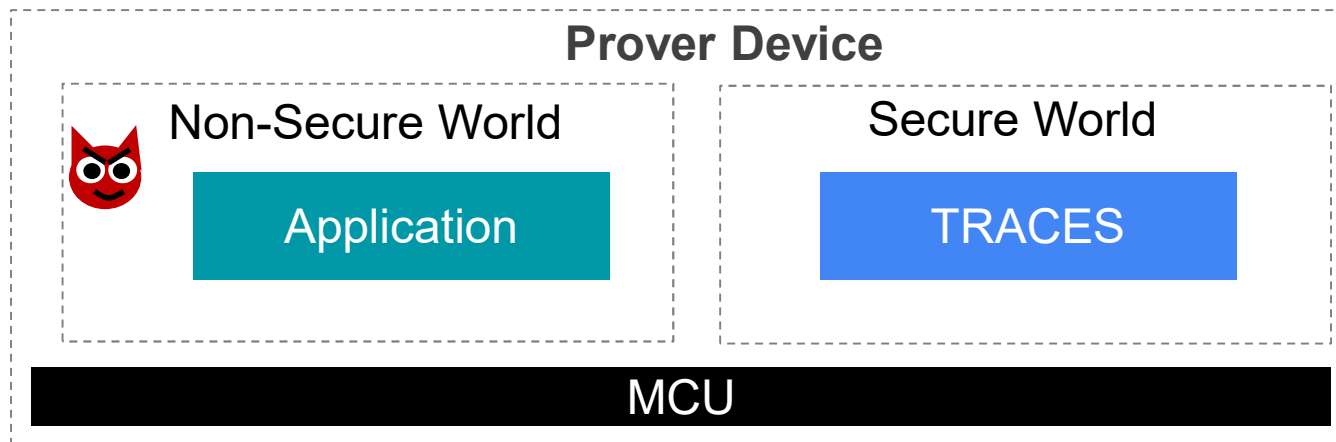 Prover Device
Non-Secure World
Secure World
Application
TRACES
MCU